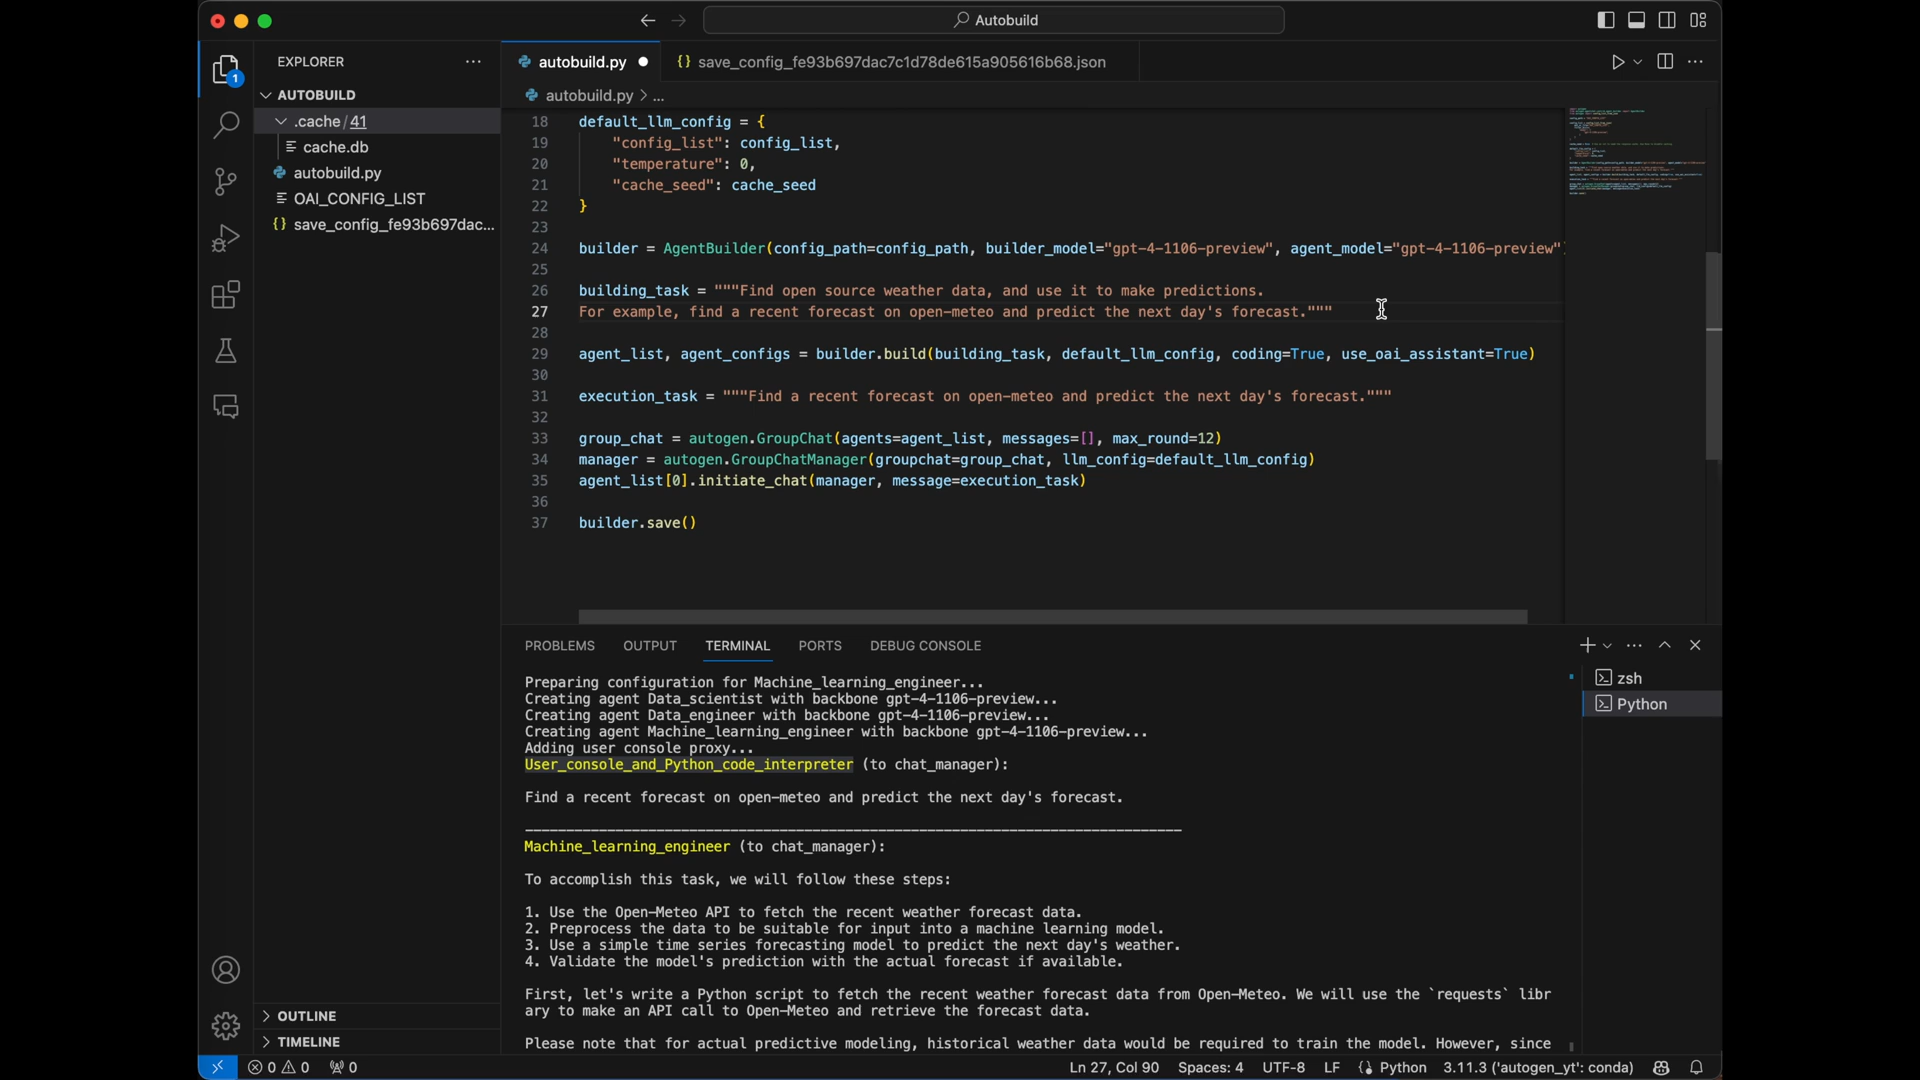 Autobuild
EXPLORER
AUTOBUILD
.cache / 41
cache.db
autobuild.py
OAI_CONFIG_LIST
{} save_config_fe93b697dac...
OUTLINE
TIMELINE
1
autobuild.py
{} save_config_fe93b697dac7c1d78de615a905616b68.json
autobuild.py > ...
18 default_llm_config = {
19 "config_list": config_list,
20 "temperature": 0,
21 "cache_seed": cache_seed
22 }
23
24 builder = AgentBuilder(config_path=config_path, builder_model="gpt-4-1106-preview", agent_model="gpt-4-1106-preview")
25
26 building_task = """Find open source weather data, and use it to make predictions.
27 For example, find a recent forecast on open-meteo and predict the next day's forecast."""
28
29 agent_list, agent_configs = builder.build(building_task, default_llm_config, coding=True, use_oai_assistant=True)
30
31 execution_task = """Find a recent forecast on open-meteo and predict the next day's forecast."""
32
33 group_chat = autogen.GroupChat(agents=agent_list, messages=[], max_round=12)
34 manager = autogen.GroupChatManager(groupchat=group_chat, llm_config=default_llm_config)
35 agent_list[0].initiate_chat(manager, message=execution_task)
36
37 builder.save()
PROBLEMS OUTPUT TERMINAL PORTS DEBUG CONSOLE
zsh
Python
Preparing configuration for Machine_learning_engineer...
Creating agent Data_scientist with backbone gpt-4-1106-preview...
Creating agent Data_engineer with backbone gpt-4-1106-preview...
Creating agent Machine_learning_engineer with backbone gpt-4-1106-preview...
Adding user console proxy...
User_console_and_Python_code_interpreter (to chat_manager):
Find a recent forecast on open-meteo and predict the next day's forecast.
--------------------------------------------------------------------------------
Machine_learning_engineer (to chat_manager):
To accomplish this task, we will follow these steps:
1. Use the Open-Meteo API to fetch the recent weather forecast data.
2. Preprocess the data to be suitable for input into a machine learning model.
3. Use a simple time series forecasting model to predict the next day's weather.
4. Validate the model's prediction with the actual forecast if available.
First, let's write a Python script to fetch the recent weather forecast data from Open-Meteo. We will use the `requests` libr
ary to make an API call to Open-Meteo and retrieve the forecast data.
Please note that for actual predictive modeling, historical weather data would be required to train the model. However, since
0 0 0 Ln 27, Col 90 Spaces: 4 UTF-8 LF Python 3.11.3 ('autogen_yt': conda)